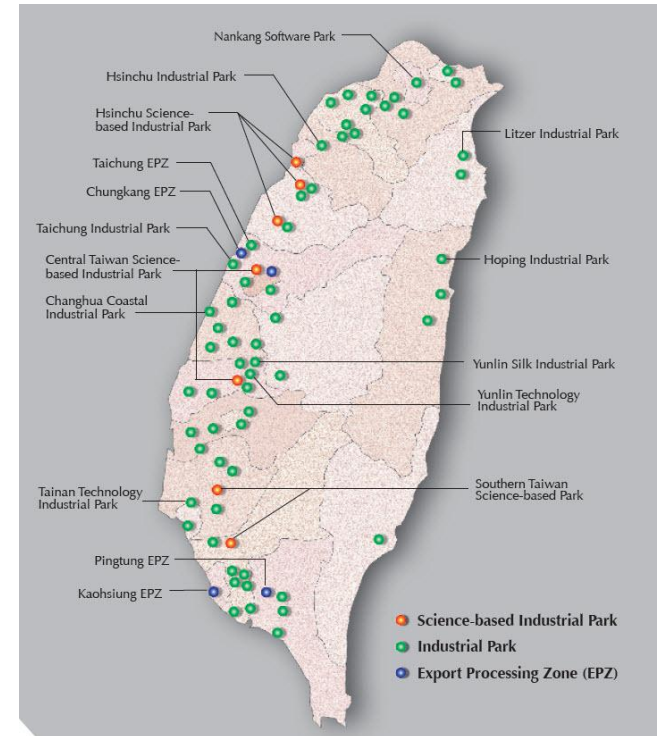 Nankang Software Park
Hsinchu Industrial Park
Hsinchu Science-
based Industrial Park
Litzer Industrial Park
Taichung EPZ
Chungkang EPZ
Taichung Industrial Park
Central Taiwan Science-
based Industrial Park
Hoping Industrial Park
Changhua Coastal
Industrial Park
Yunlin Silk Industrial Park
Yunlin Technology
Industrial Park
Southern Taiwan
Science-based Park
Tainan Technology
Industrial Park
Pingtung EPZ
Kaohsiung EPZ
Science-based Industrial Park
Industrial Park
Export Processing Zone (EPZ)